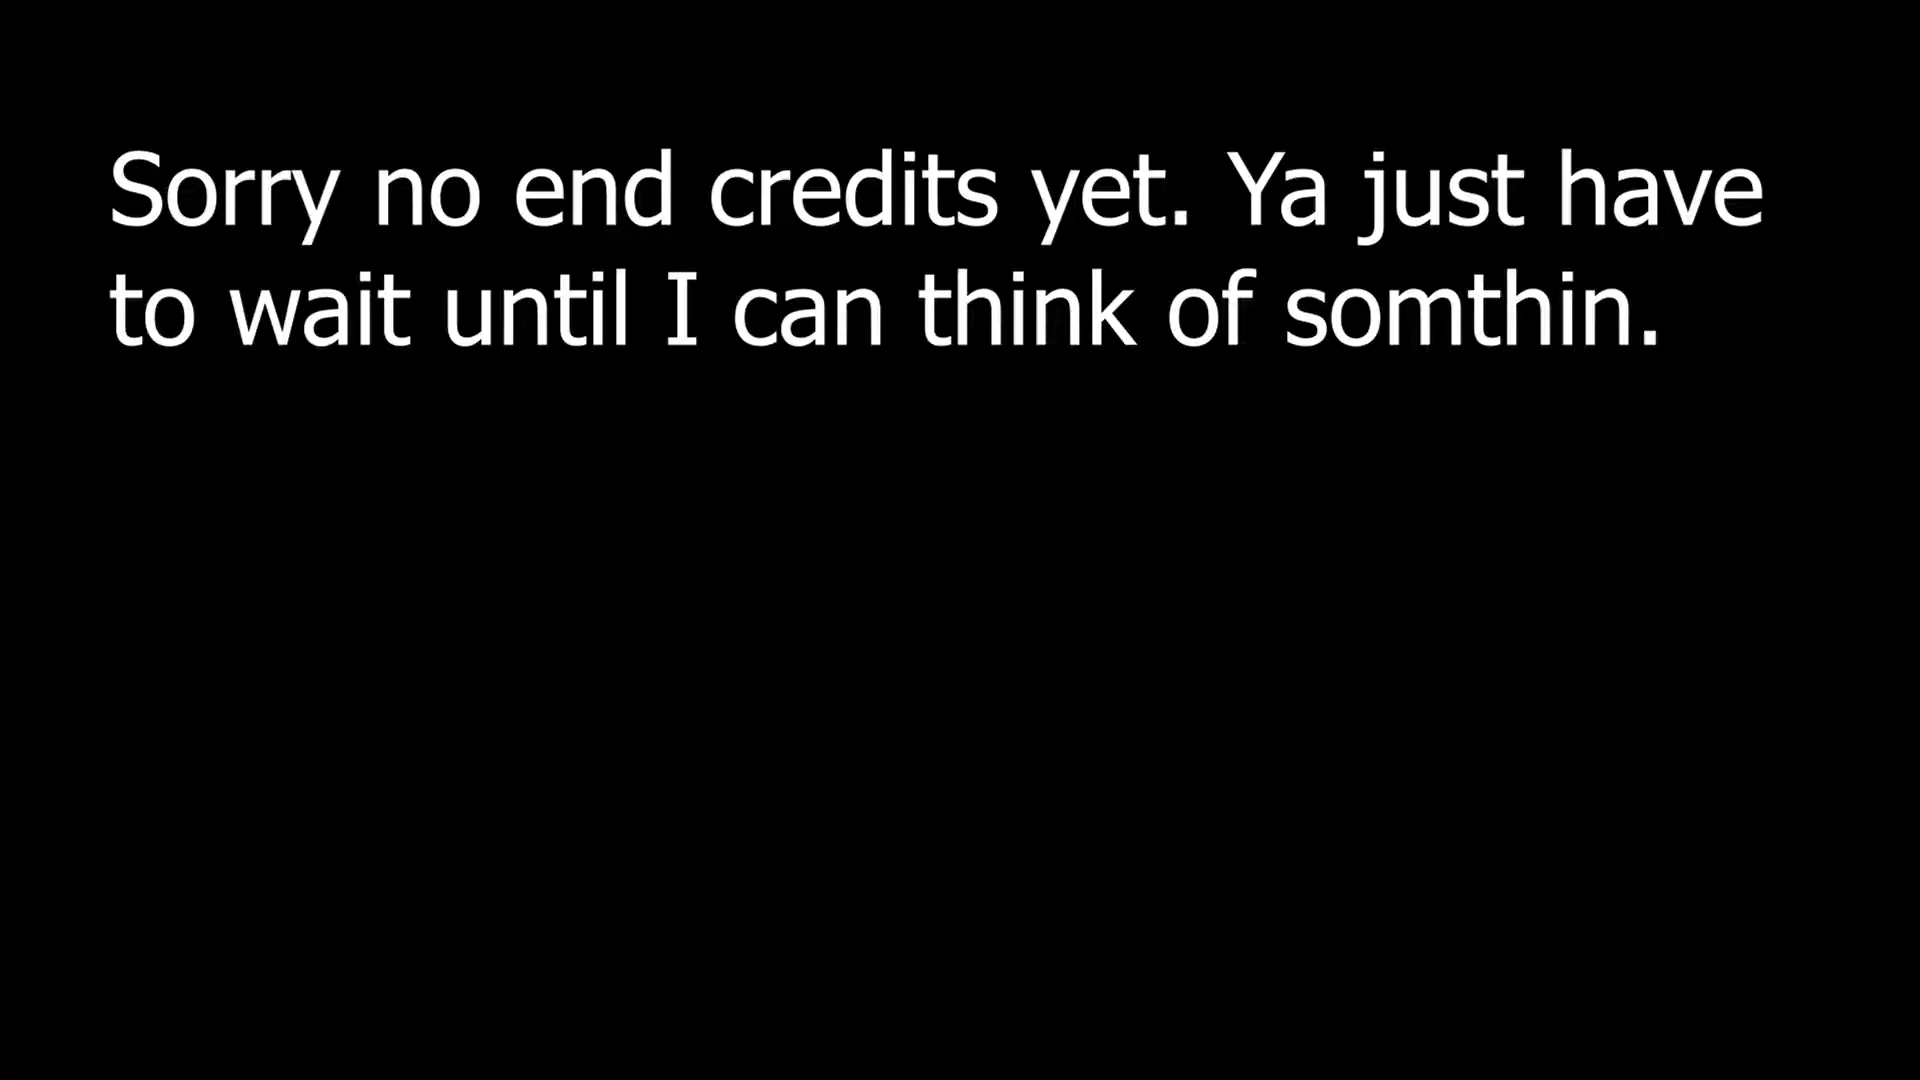 Sorry no end credits yet. Ya just have
to wait until I can think of somthin.